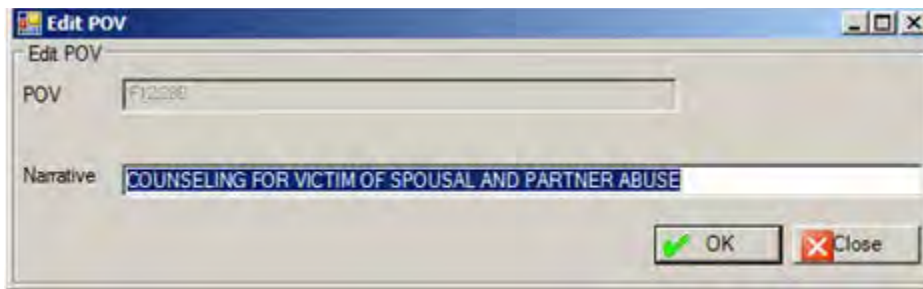 Edit POV
Edit POV
POV
Narrative COUNSELING FOR VICTIM OF SPOUSAL AND PARTNER ABUSE
OK Close